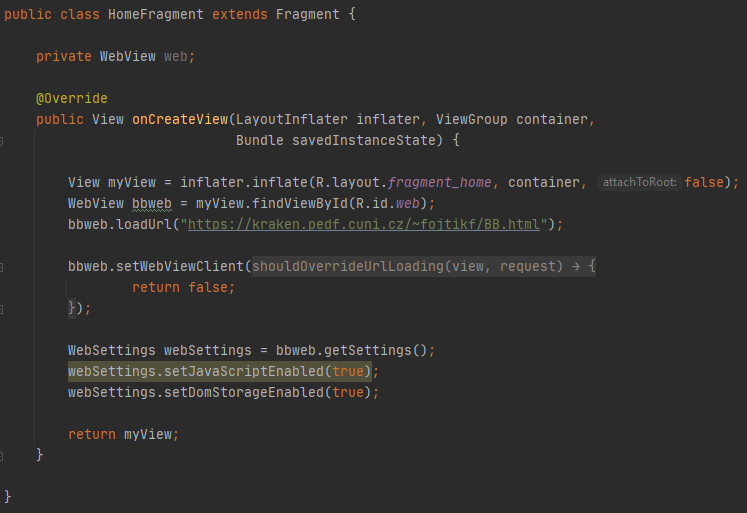 public class HomeFragment extends Fragment {
private WebView web;
@Override
public View onCreateView(LayoutInflater inflater, ViewGroup container,
Bundle savedInstanceState) {
View myView = inflater.inflate(R.layout.fragment_home, container, attachToRoot: false);
WebView bbweb = myView.findViewById(R.id.web);
bbweb.loadUrl("https://kraken.pedf.cuni.cz/~fojtikf/BB.html");
bbweb.setWebViewClient(shouldOverrideUrlLoading(view, request) → {
return false;
});
WebSettings webSettings = bbweb.getSettings();
webSettings.setJavaScriptEnabled(true);
webSettings.setDomStorageEnabled(true);
return myView;
}
}